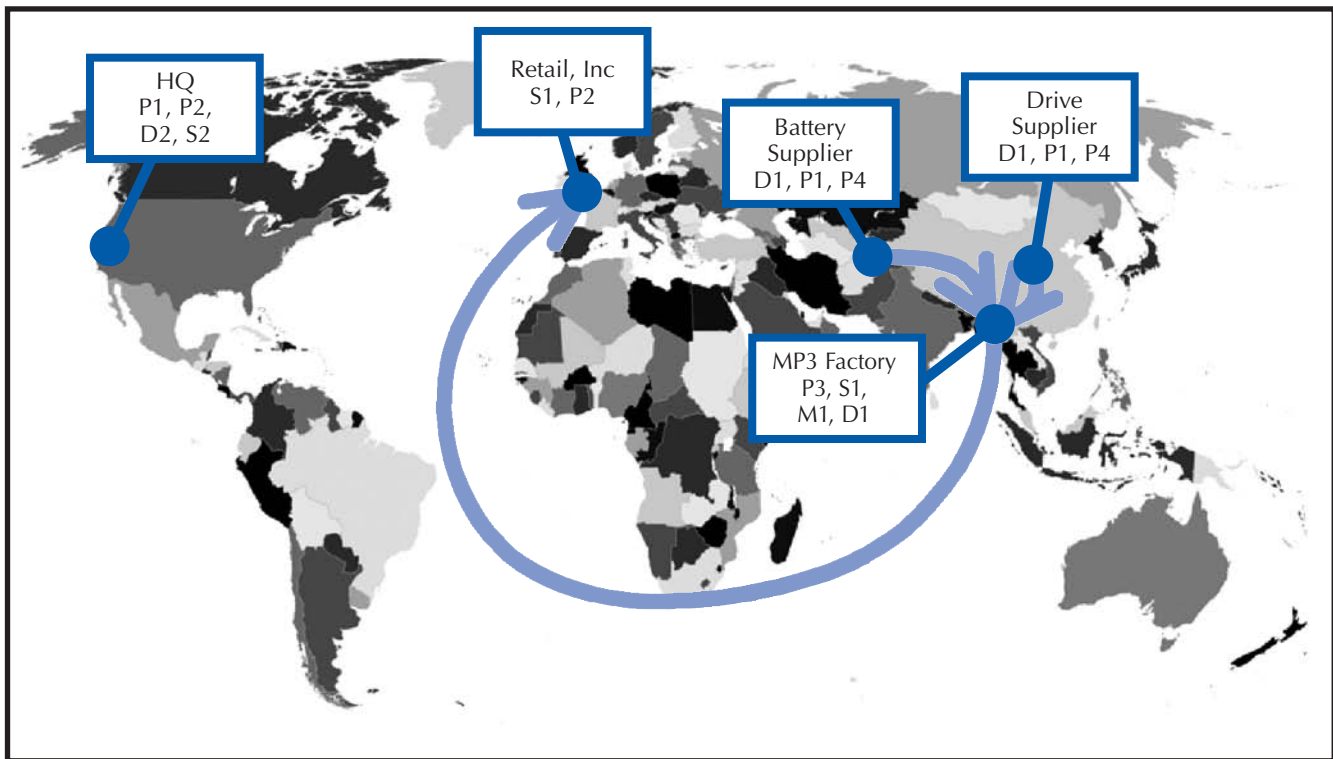 HQ
P1, P2,
D2, S2
Retail, Inc
S1, P2
Battery
Supplier
D1, P1, P4
Drive
Supplier
D1, P1, P4
MP3 Factory
P3, S1,
M1, D1